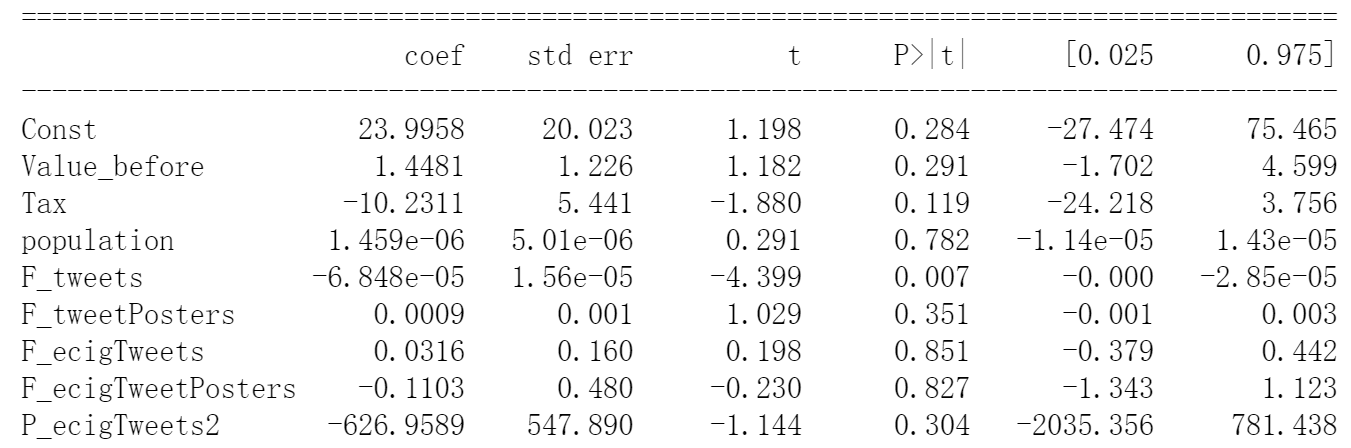 coef std err t P>|t| [0.025 0.975]
Const 23.9958 20.023 1.198 0.284 -27.474 75.465
Value_before 1.4481 1.226 1.182 0.291 -1.702 4.599
Tax -10.2311 5.441 -1.880 0.119 -24.218 3.756
population 1.459e-06 5.01e-06 0.291 0.782 -1.14e-05 1.43e-05
F_tweets -6.848e-05 1.56e-05 -4.399 0.007 -0.000 -2.85e-05
F_tweetPosters 0.0009 0.001 1.029 0.351 -0.001 0.003
F_ecigTweets 0.0316 0.160 0.198 0.851 -0.379 0.442
F_ecigTweetPosters -0.1103 0.480 -0.230 0.827 -1.343 1.123
P_ecigTweets2 -626.9589 547.890 -1.144 0.304 -2035.356 781.438